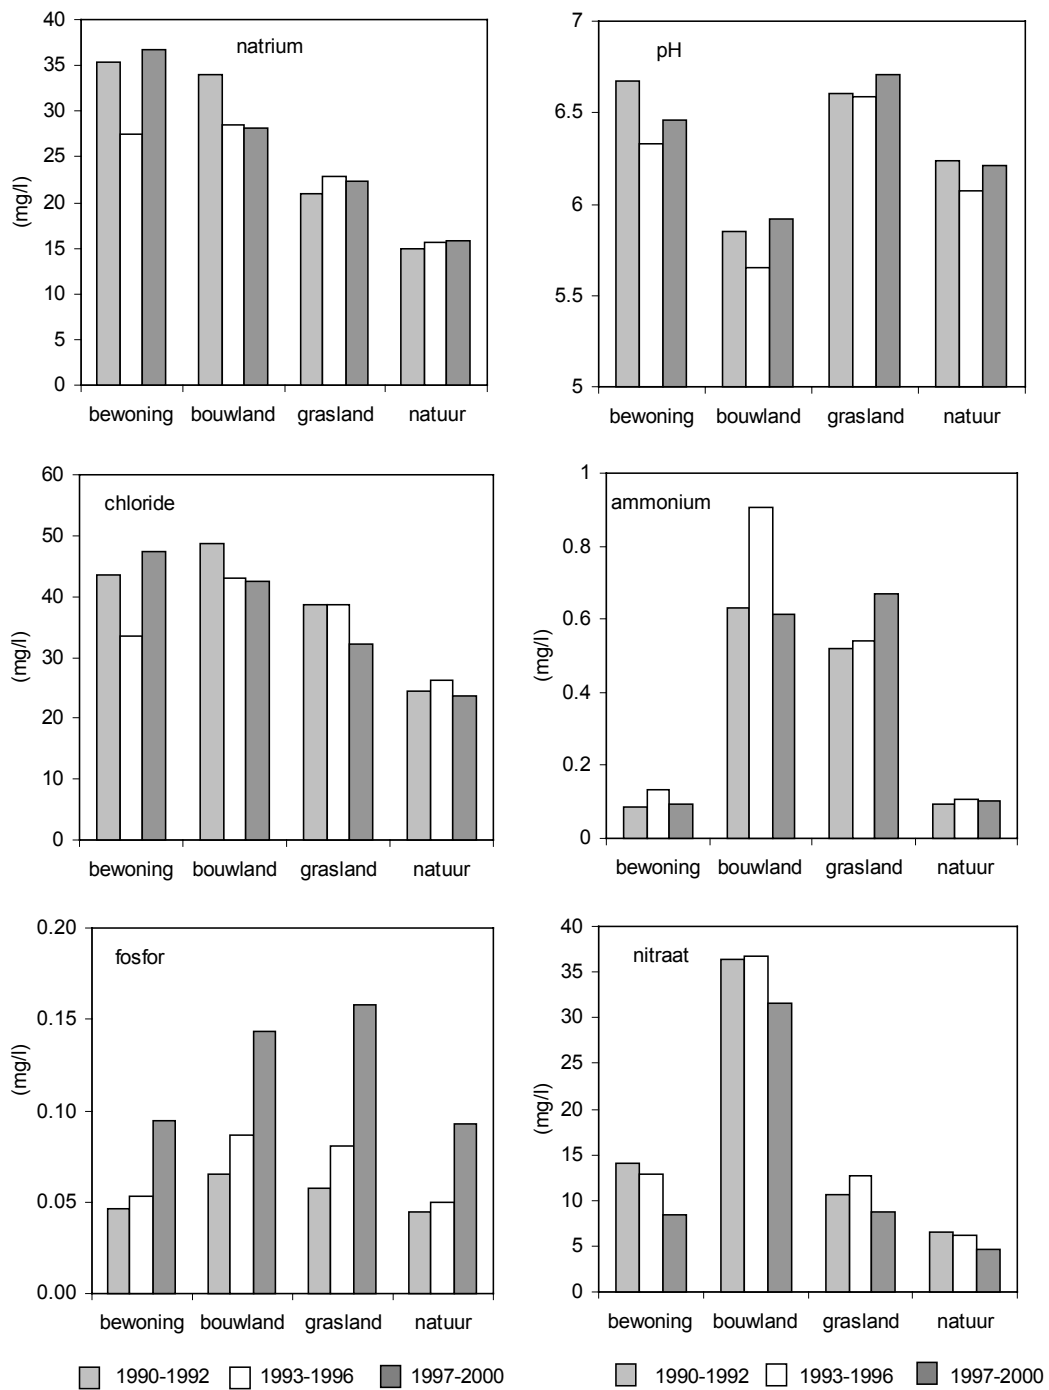 natrium
40
35
30
25
20
15
10
5
0
(mg/l)
bewoning bouwland grasland natuur
pH
7
6.5
6
5.5
5
bewoning bouwland grasland natuur
chloride
60
50
40
30
20
10
0
(mg/l)
bewoning bouwland grasland natuur
ammonium
1
0.8
0.6
0.4
0.2
0
(mg/l)
bewoning bouwland grasland natuur
fosfor
0.20
0.15
0.10
0.05
0.00
(mg/l)
bewoning bouwland grasland natuur
nitraat
40
35
30
25
20
15
10
5
0
(mg/l)
bewoning bouwland grasland natuur
1990-1992 1993-1996 1997-2000
1990-1992 1993-1996 1997-2000